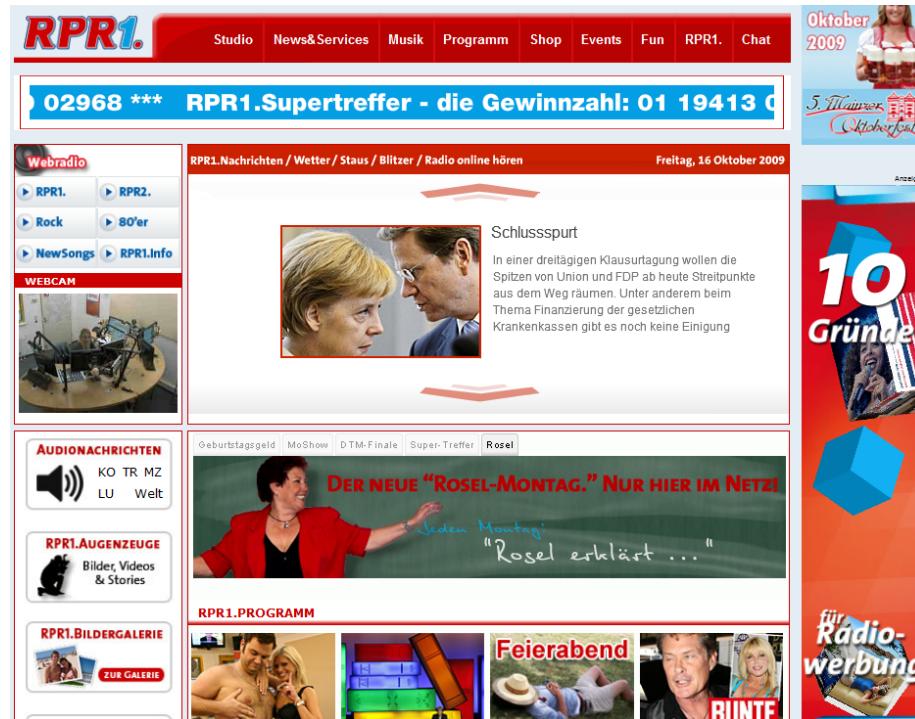 RPR1.
Studio News&Services Musik Programm Shop Events Fun RPR1. Chat
02968 *** RPR1.Supertreffer - die Gewinnzahl: 01 19413
Oktober
2009
5. Mainzer
Oktoberfest
Webradio
RPR1. RPR2.
Rock 80'er
NewSongs RPR1.Info
WEBCAM
RPR1.Nachrichten / Wetter / Staus / Blitzer / Radio online hören Freitag, 16 Oktober 2009
Schlussspurt
In einer dreitägigen Klausurtagung wollen die
Spitzen von Union und FDP ab heute Streitpunkte
aus dem Weg räumen. Unter anderem beim
Thema Finanzierung der gesetzlichen
Krankenkassen gibt es noch keine Einigung
Anzeig
10
Gründe
für
Radio-
werbung
AUDIONACHRICHTEN
KO TR MZ
LU Welt
RPR1.AUGENZEUGE
Bilder, Videos
& Stories
RPR1.BILDERGALERIE
ZUR GALERIE
Geburtstagsgeld MoShow DTM-Finale Super-Treffer Rosel
DER NEUE "ROSEL-MONTAG." NUR HIER IM NETZ!
Jeden Montag:
"Rosel erklärt ..."
RPR1.PROGRAMM
Feierabend
BUNTE